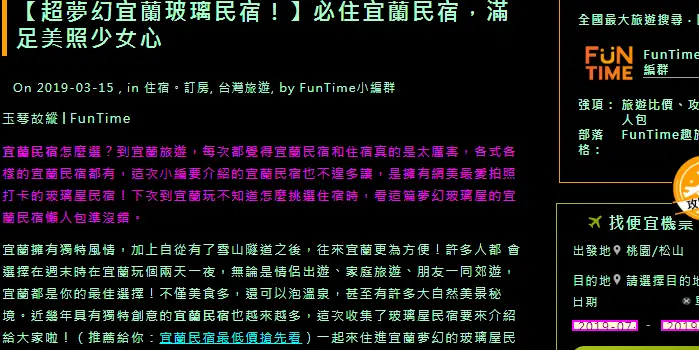 【超夢幻宜蘭玻璃民宿！】必住宜蘭民宿，滿
足美照少女心
On 2019-03-15 , in 住宿。訂房, 台灣旅遊, by FunTime小編群
玉琴故縱 | FunTime
宜蘭民宿怎麼選？到宜蘭旅遊，每次都覺得宜蘭民宿和住宿真的是太厲害，各式各
樣的宜蘭民宿都有，這次小編要介紹的宜蘭民宿也不遑多讓，是擁有網美最愛拍照
打卡的玻璃屋民宿！下次到宜蘭玩不知道怎麼挑選住宿時，看這篇夢幻玻璃屋的宜
蘭民宿懶人包準沒錯。
宜蘭擁有獨特風情，加上自從有了雪山隧道之後，往來宜蘭更為方便！許多人都 會
選擇在週末時在宜蘭玩個兩天一夜，無論是情侶出遊、家庭旅遊、朋友一同郊遊，
宜蘭都是你的最佳選擇！不僅美食多，還可以泡溫泉，甚至有許多大自然美景秘
境。近幾年具有獨特創意的宜蘭民宿也越來越多，這次收集了玻璃屋民宿要來介紹
給大家啦！（推薦給你：宜蘭民宿最低價搶先看）一起來住進宜蘭夢幻的玻璃屋民
全國最大旅遊搜尋．
FUN
TIME
FunTime
編群
強項： 旅遊比價、攻
人包
部落 FunTime趣旅
格：
找便宜機票
出發地 桃園/松山
目的地 請選擇目的地
日期
2019-07
2019